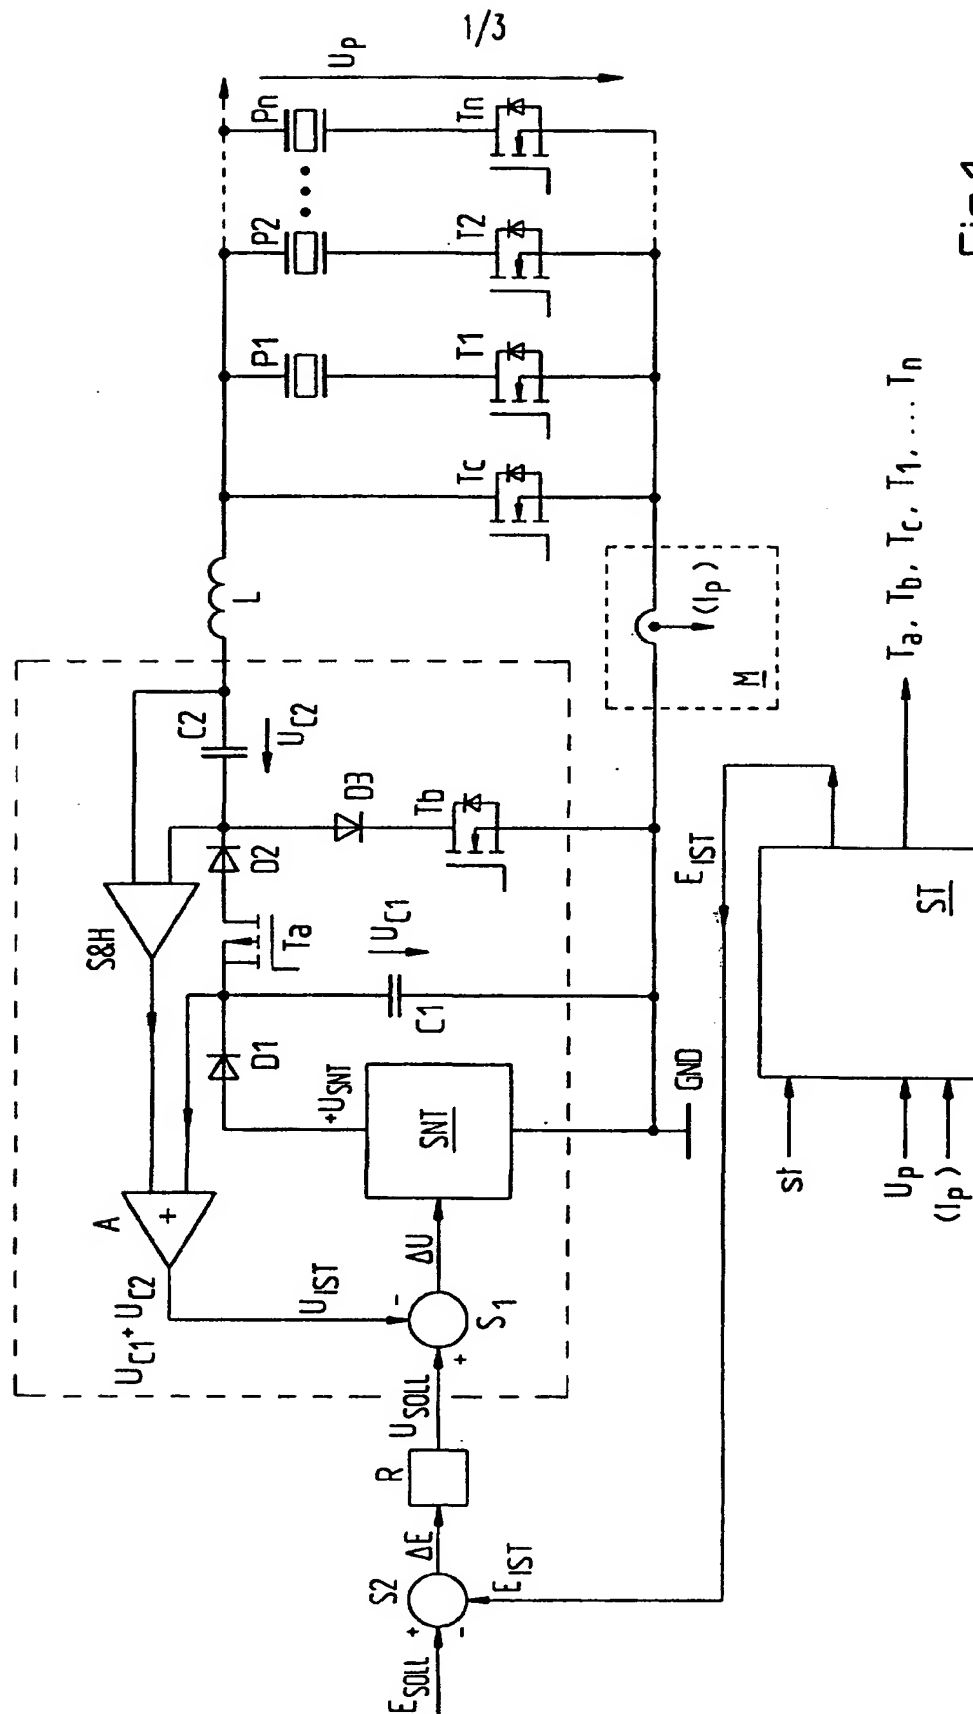 1/3
Fig 1
U_P
Pn
P2
P1
Tn
T2
T1
Tc
L
(I_p)
M
C2
U_C2
D3
Tb
D2
Ta
S&H
U_C1
C1
D1
+U_SNT
SNT
GND
A
+
U_C1 + U_C2
U_IST
-
ΔU
S1
+
U_SOLL
R
ΔE
S2
+
-
E_IST
E_SOLL
E_IST
ST
st
U_p
(I_p)
Ta, Tb, Tc, T1, ... Tn